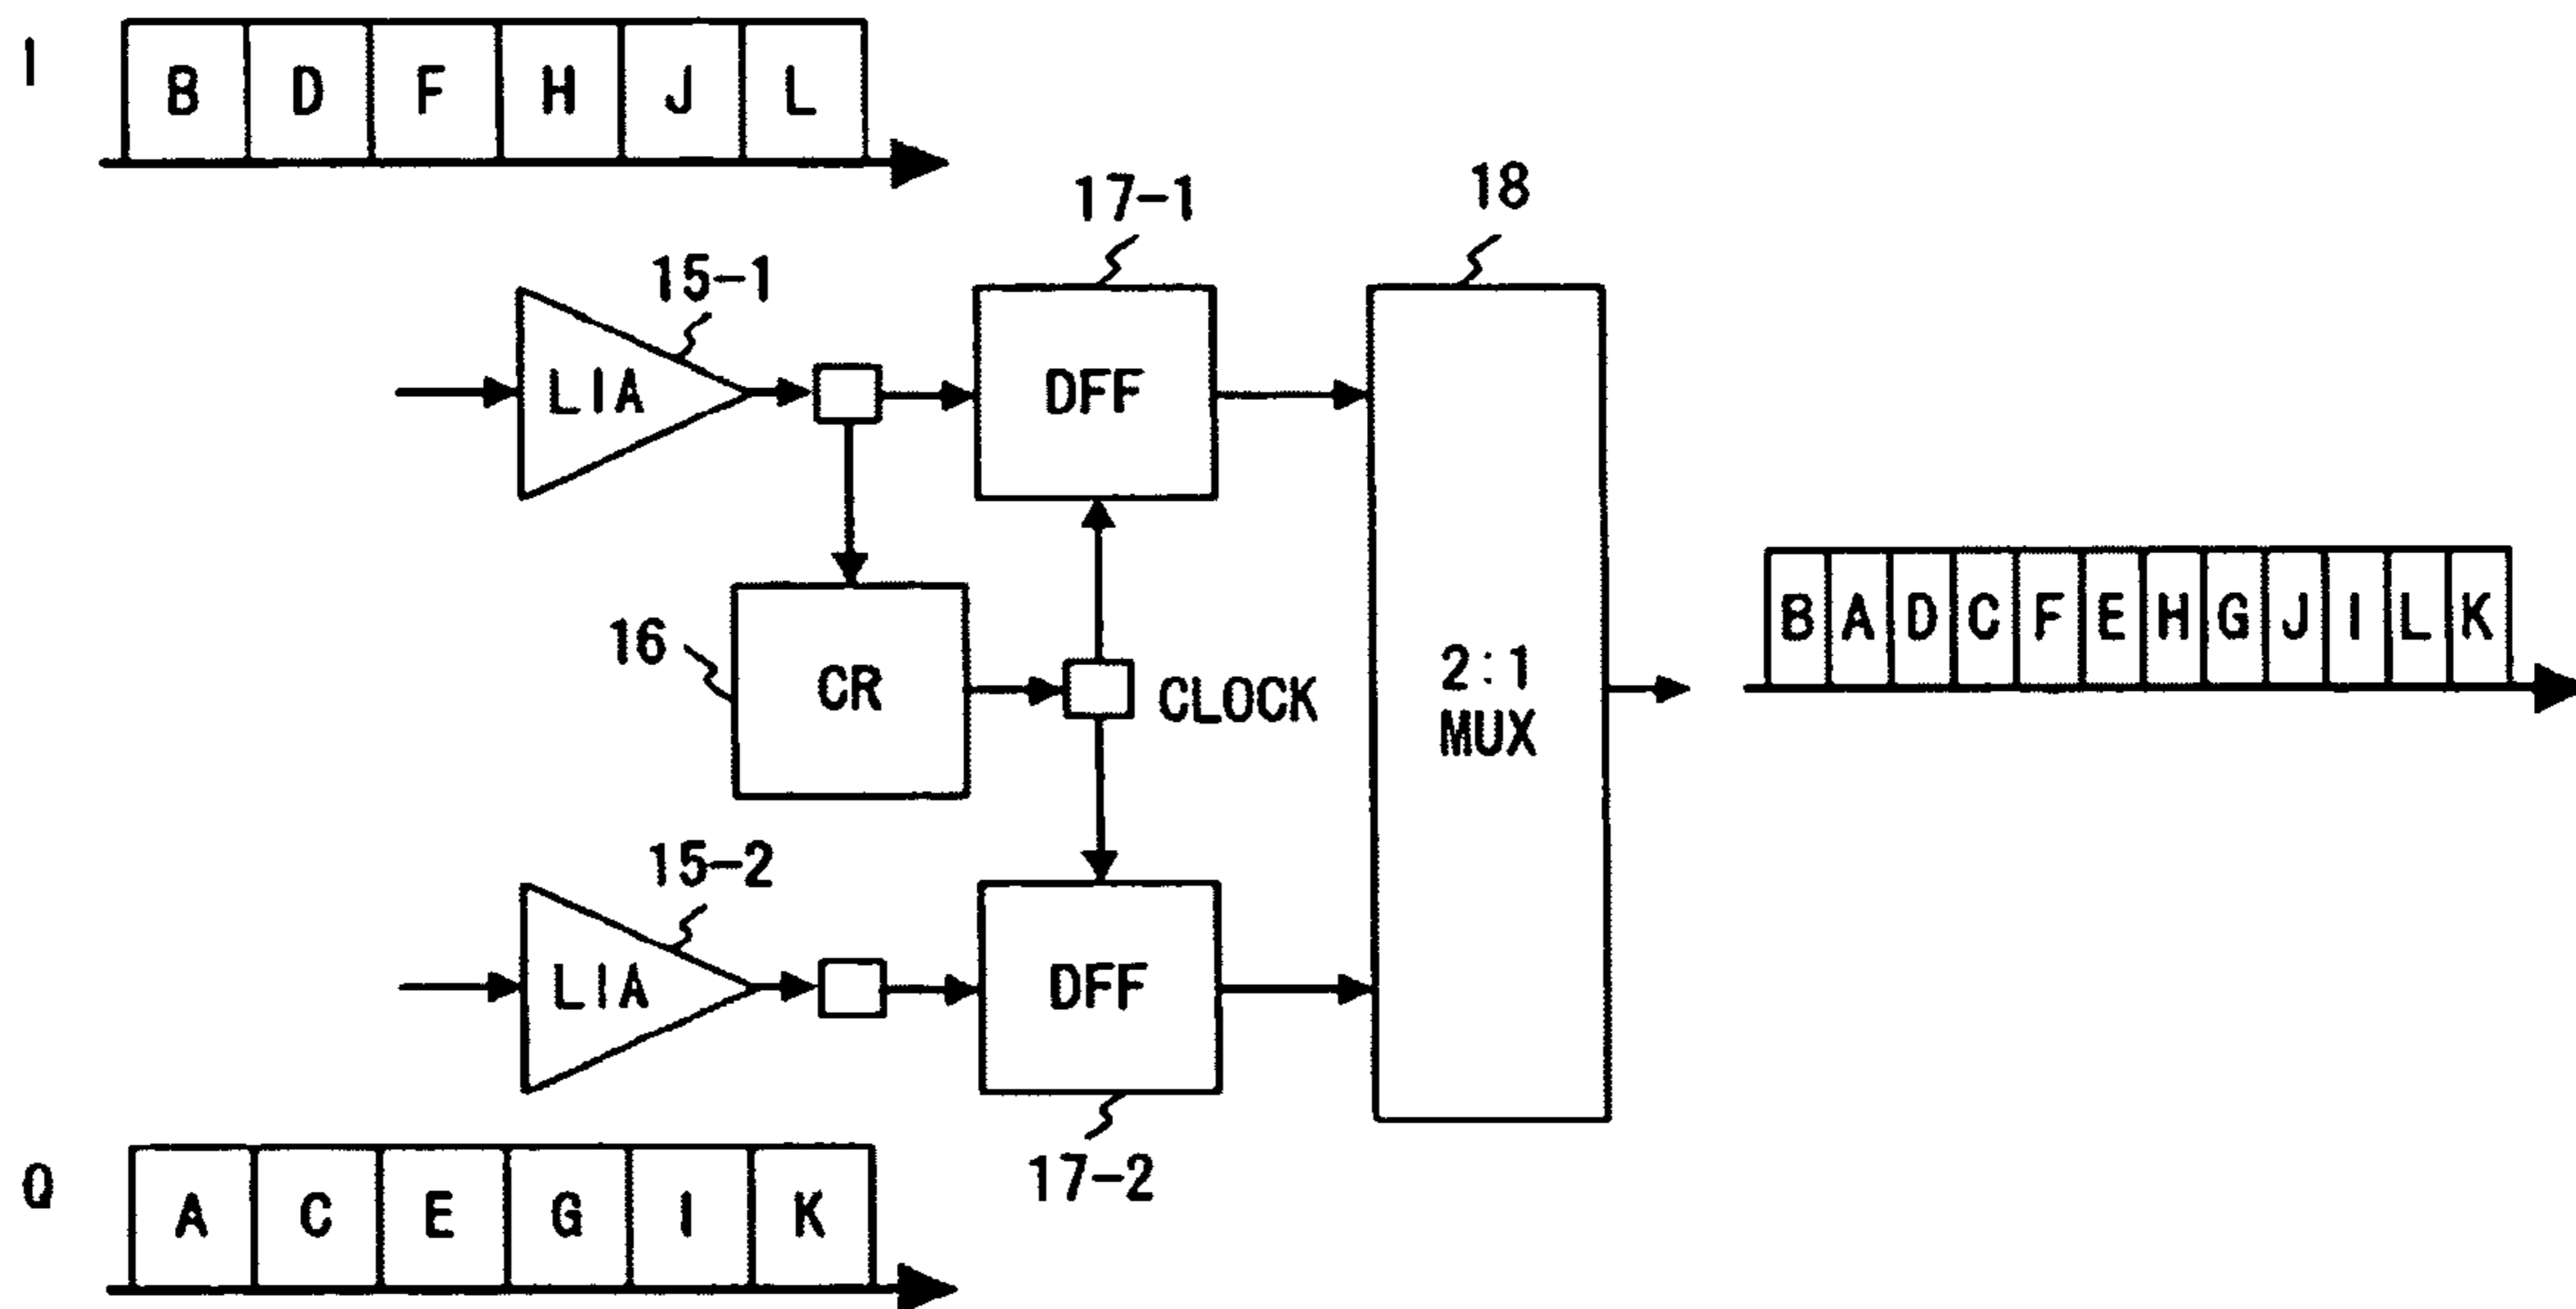 I B D F H J L
17-1
18
15-1
LIA
DFF
16
CR
CLOCK
2:1
MUX
B A D C F E H G J I L K
15-2
LIA
DFF
17-2
Q A C E G I K